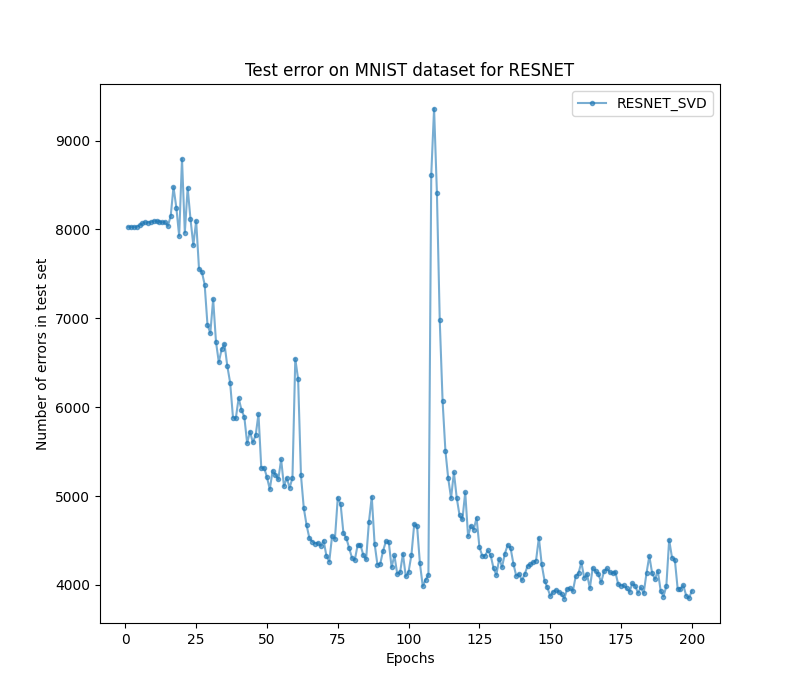 Test error on MNIST dataset for RESNET
RESNET_SVD
9000
8000
7000
6000
5000
4000
Number of errors in test set
0 25 50 75 100 125 150 175 200
Epochs